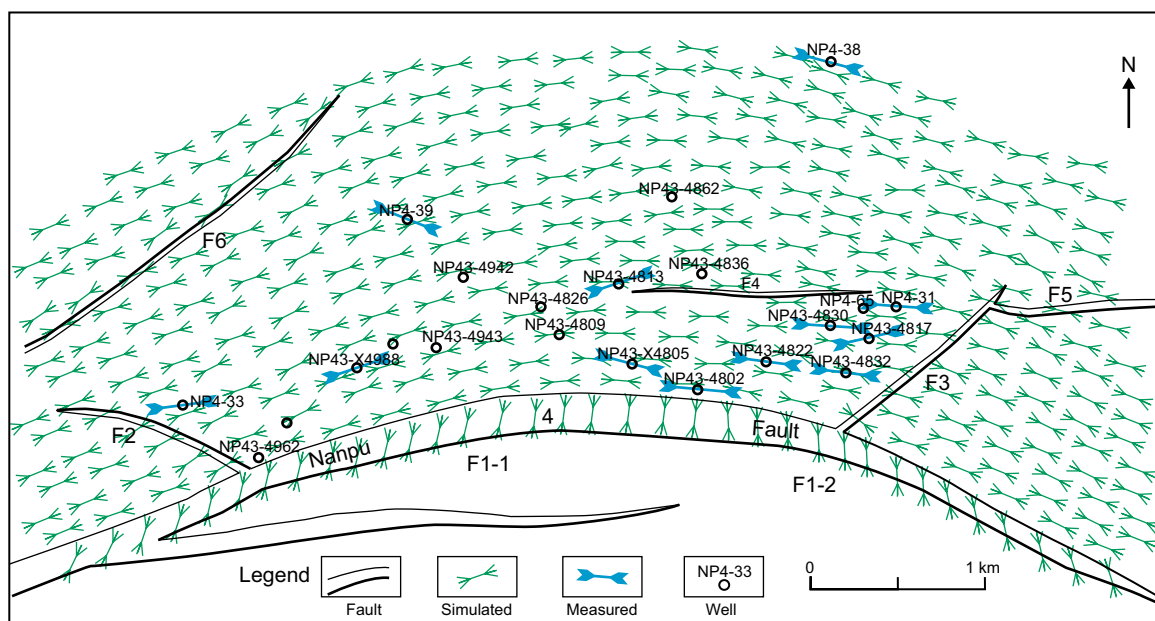 NP4-38
N
NP43-4862
NP4-39
F6
NP43-4942
NP43-4813
NP43-4836
F4
F5
NP43-4826
NP4-65
NP4-31
NP43-4830
NP43-4809
NP43-4817
NP43-4943
NP43-X4988
NP43-X4805
NP43-4822
NP43-4832
F3
NP43-4802
NP4-33
F2
NP43-4962
Nanpu
4
Fault
F1-1
F1-2
Legend
NP4-33
0
1 km
Fault
Simulated
Measured
Well